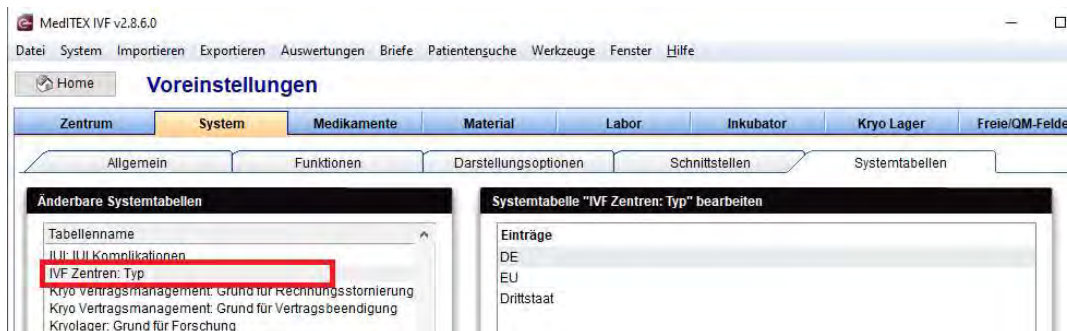 MedITEX IVF v2.8.6.0
Datei System Importieren Exportieren Auswertungen Briefe Patientensuche Werkzeuge Fenster Hilfe
Home Voreinstellungen
Zentrum System Medikamente Material Labor Inkubator Kryo Lager Freie/QM-Felde
Allgemein Funktionen Darstellungsoptionen Schnittstellen Systemtabellen
Änderbare Systemtabellen
Tabellenname
IUI: IUI Komplikationen
IVF Zentren: Typ
Kryo Vertragsmanagement: Grund für Rechnungsstornierung
Kryo Vertragsmanagement: Grund für Vertragsbeendigung
Kryolager: Grund für Forschung
Systemtabelle "IVF Zentren: Typ" bearbeiten
Einträge
DE
EU
Drittstaat